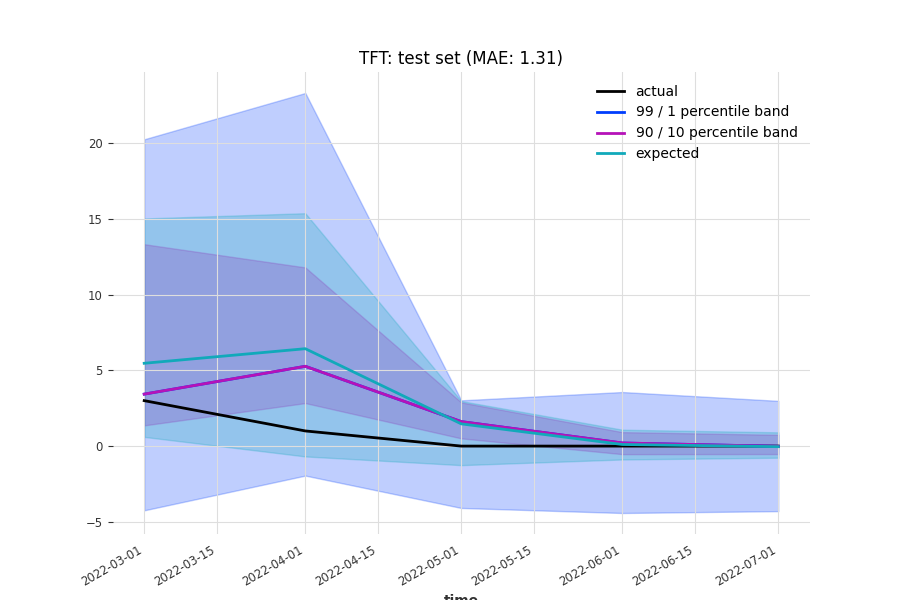 TFT: test set (MAE: 1.31)
actual
99 / 1 percentile band
90 / 10 percentile band
expected
20
15
10
5
0
−5
2022-03-01
2022-03-15
2022-04-01
2022-04-15
2022-05-01
2022-05-15
2022-06-01
2022-06-15
2022-07-01
time